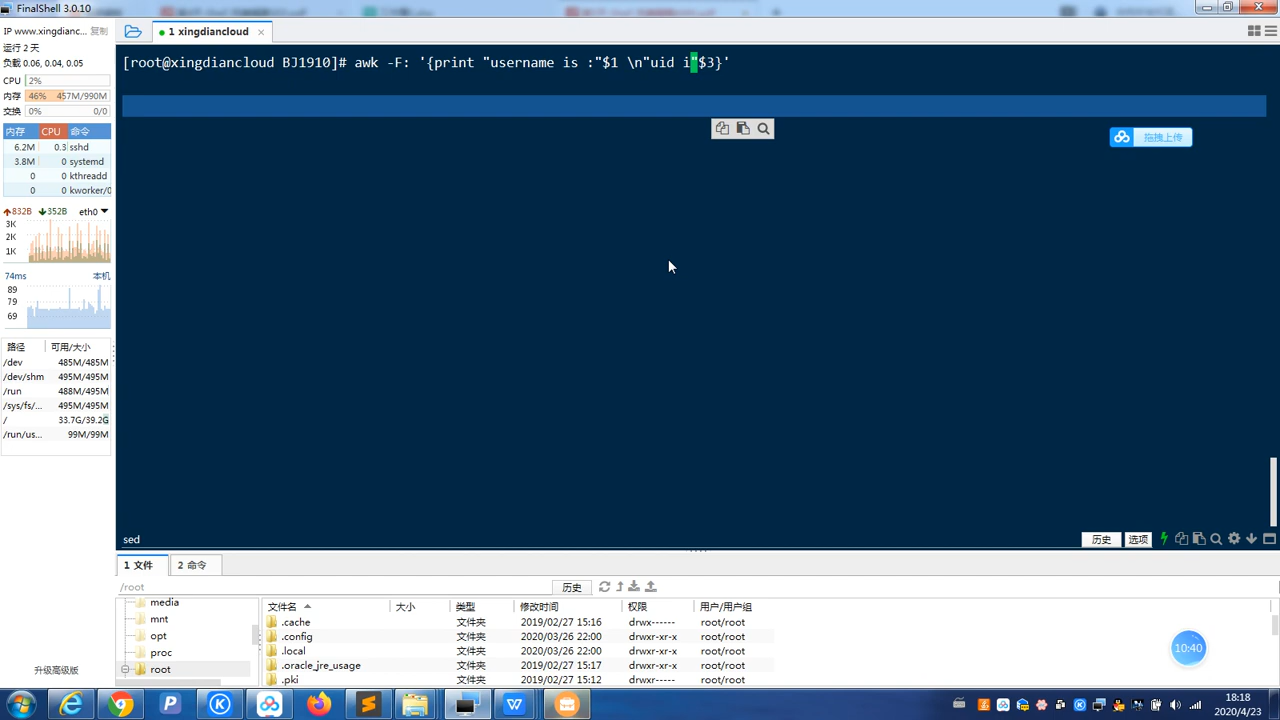 FinalShell 3.0.10
IP www.xingdianc... 复制
运行 2 天
负载 0.06, 0.04, 0.05
CPU 2%
内存 46% 457M/990M
交换 0% 0/0
内存 CPU 命令
6.2M 0.3 sshd
3.8M 0 systemd
0 0 kthreadd
0 0 kworker/0
832B 352B eth0
3K
2K
1K
74ms 本机
89
79
69
路径 可用/大小
/dev 485M/485M
/dev/shm 495M/495M
/run 488M/495M
/sys/fs/... 495M/495M
/ 33.7G/39.2G
/run/us... 99M/99M
升级高级版
1 xingdiancloud
[root@xingdiancloud BJ1910]# awk -F: '{print "username is :"$1 \n"uid i"$3}'
拖拽上传
sed
历史 选项
1 文件 2 命令
/root 历史
media
mnt
opt
proc
root
文件名 大小 类型 修改时间 权限 用户/用户组
.cache 文件夹 2019/02/27 15:16 drwx------ root/root
.config 文件夹 2020/03/26 22:00 drwxr-xr-x root/root
.local 文件夹 2020/03/26 22:00 drwxr-xr-x root/root
.oracle_jre_usage 文件夹 2019/02/27 15:17 drwxr-xr-x root/root
.pki 文件夹 2019/02/27 15:12 drwxr-xr-x root/root
10:40
18:18
2020/4/23